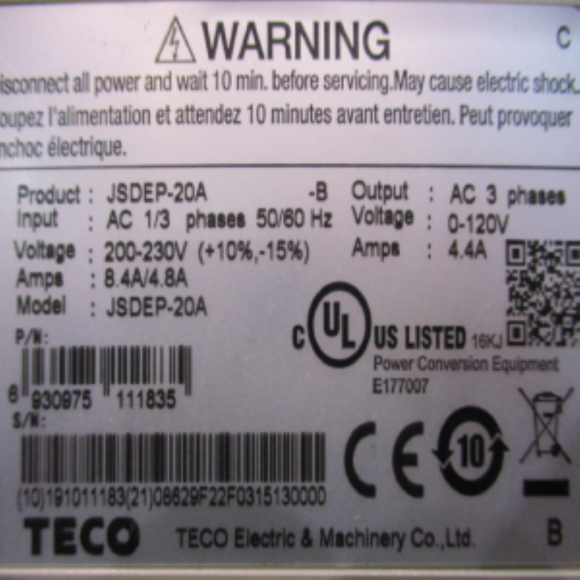 WARNING C
isconnect all power and wait 10 min. before servicing.May cause electric shock.
oupez l'alimentation et attendez 10 minutes avant entretien. Peut provoquer
nchoc électrique.
Product : JSDEP-20A -B Output : AC 3 phases
Input : AC 1/3 phases 50/60 Hz Voltage : 0-120V
Voltage : 200-230V (+10%,-15%) Amps : 4.4A
Amps : 8.4A/4.8A
Model : JSDEP-20A
C UL US LISTED 16KJ
Power Conversion Equipment
E177007
P/N:
6 930975 111835
S/N:
(10)191011183(21)08629F22F0315130000
CE 10
TECO TECO Electric & Machinery Co.,Ltd. B